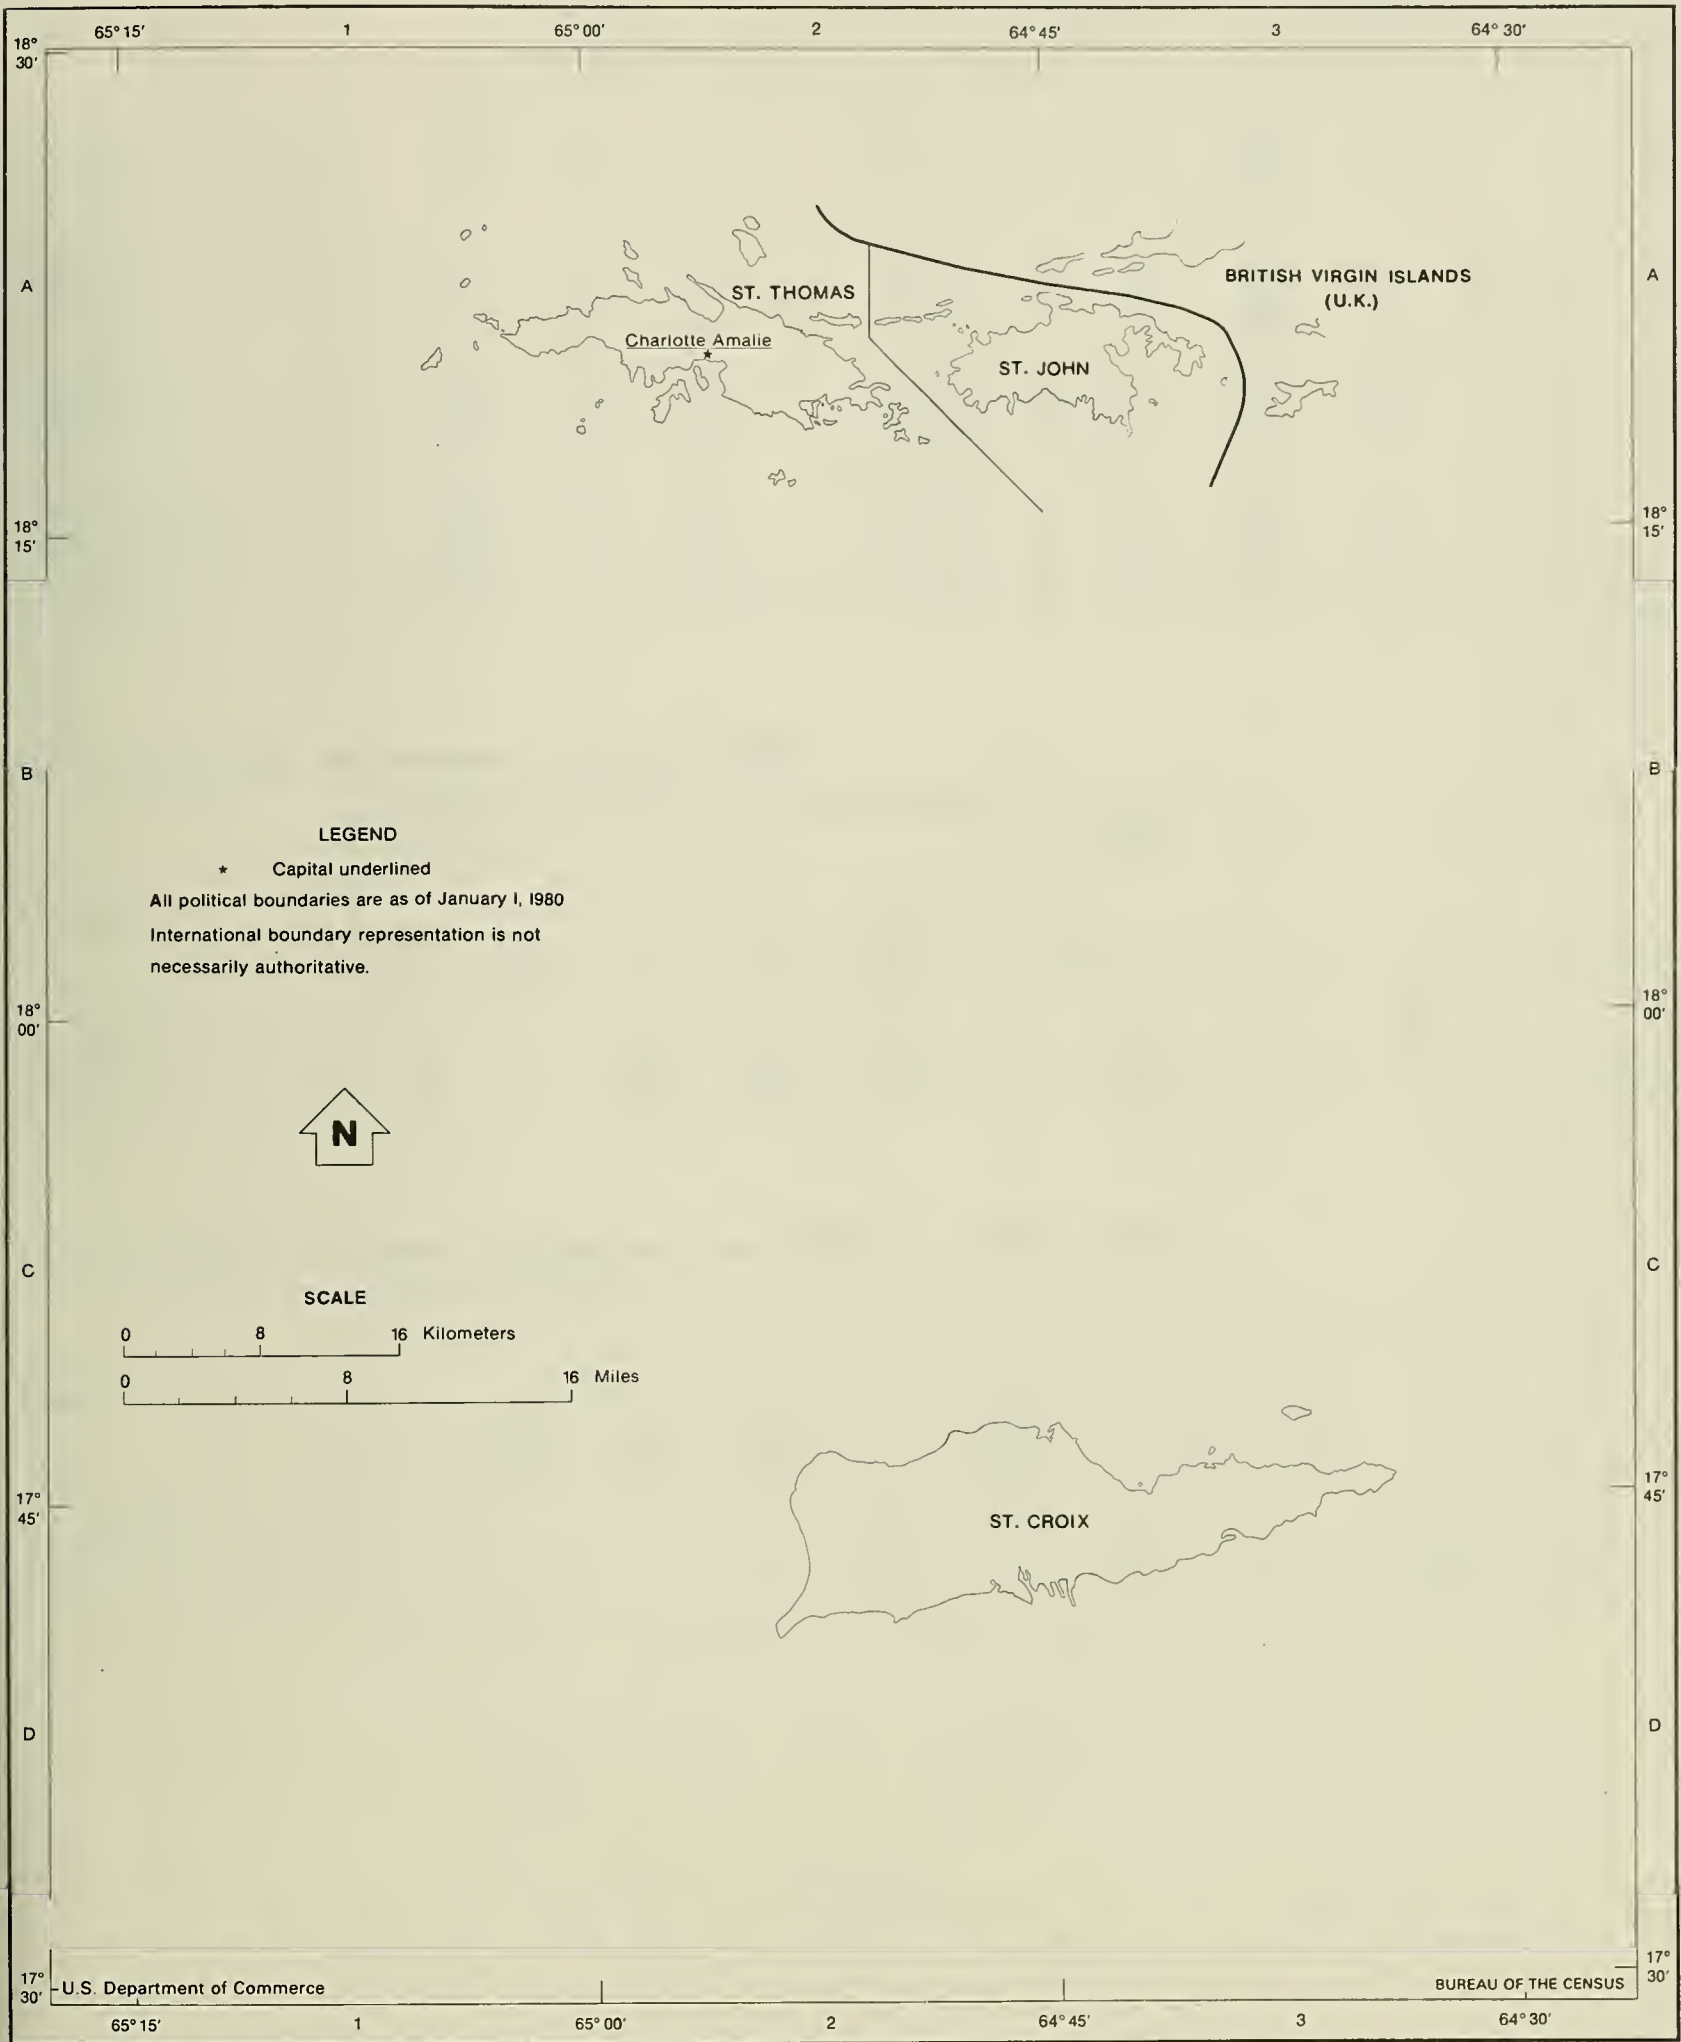 65° 15′ 1 65° 00′ 2 64° 45′ 3 64° 30′
18°
30′
A
A
ST. THOMAS
BRITISH VIRGIN ISLANDS
(U.K.)
Charlotte Amalie
★
ST. JOHN
18°
15′
18°
15′
B
B
LEGEND
★ Capital underlined
All political boundaries are as of January 1, 1980
International boundary representation is not
necessarily authoritative.
18°
00′
18°
00′
N
C
C
SCALE
0 8 16 Kilometers
0 8 16 Miles
17°
45′
17°
45′
ST. CROIX
D
D
17°
30′
17°
30′
U.S. Department of Commerce
BUREAU OF THE CENSUS
65° 15′ 1 65° 00′ 2 64° 45′ 3 64° 30′